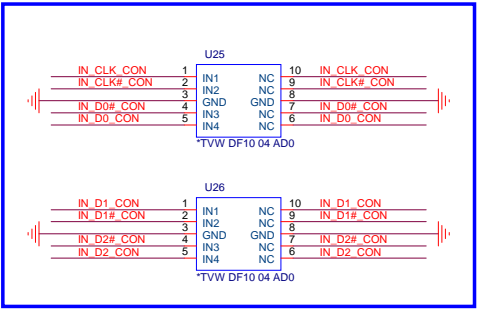 U25
IN_CLK_CON 1 IN1 NC 10 IN_CLK_CON
IN_CLK#_CON 2 IN2 NC 9 IN_CLK#_CON
3 GND GND 8
IN_D0#_CON 4 IN3 NC 7 IN_D0#_CON
IN_D0_CON 5 IN4 NC 6 IN_D0_CON
*TVW DF10 04 AD0
U26
IN_D1_CON 1 IN1 NC 10 IN_D1_CON
IN_D1#_CON 2 IN2 NC 9 IN_D1#_CON
3 GND GND 8
IN_D2#_CON 4 IN3 NC 7 IN_D2#_CON
IN_D2_CON 5 IN4 NC 6 IN_D2_CON
*TVW DF10 04 AD0